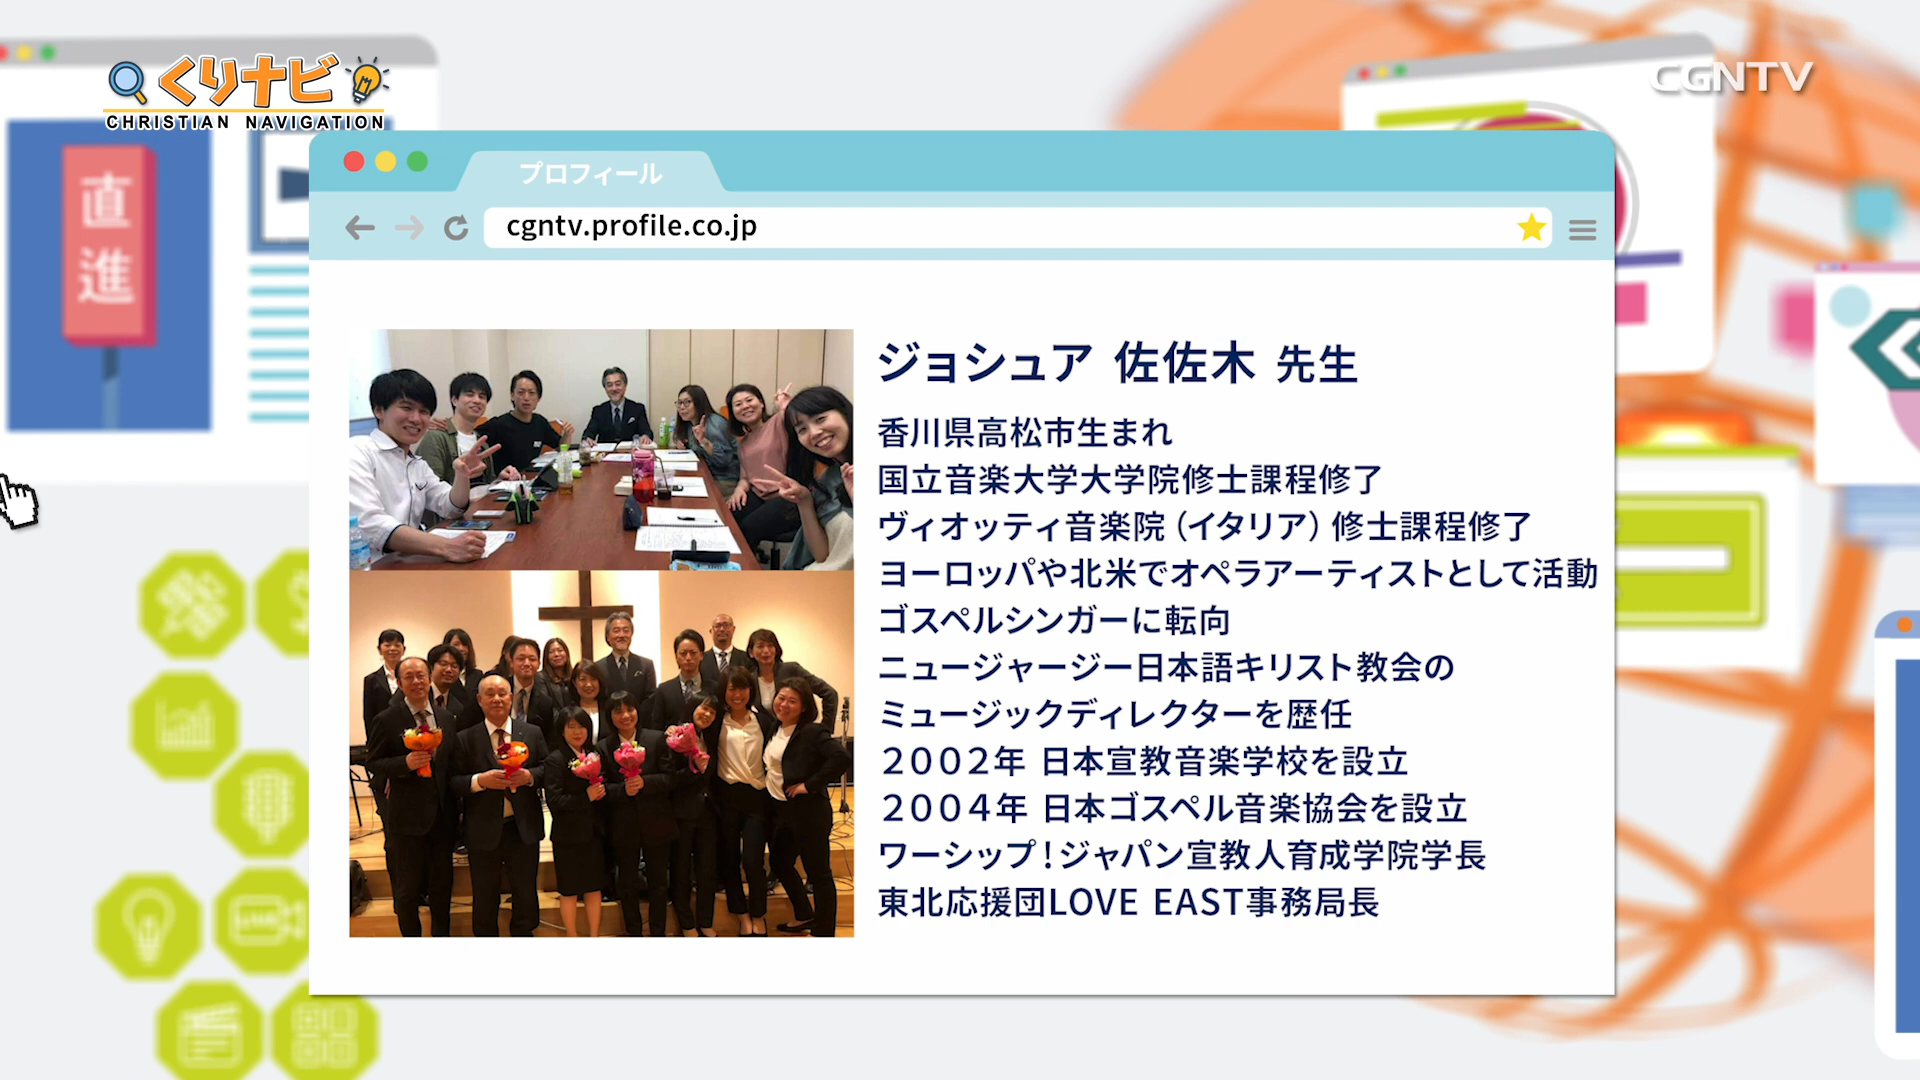 くりナビ
CHRISTIAN NAVIGATION
CGNTV
直進
プロフィール
cgntv.profile.co.jp
ジョシュア 佐佐木 先生
香川県高松市生まれ
国立音楽大学大学院修士課程修了
ヴィオッティ音楽院（イタリア）修士課程修了
ヨーロッパや北米でオペラアーティストとして活動
ゴスペルシンガーに転向
ニュージャージー日本語キリスト教会の
ミュージックディレクターを歴任
２００２年 日本宣教音楽学校を設立
２００４年 日本ゴスペル音楽協会を設立
ワーシップ！ジャパン宣教人育成学院学長
東北応援団LOVE EAST事務局長